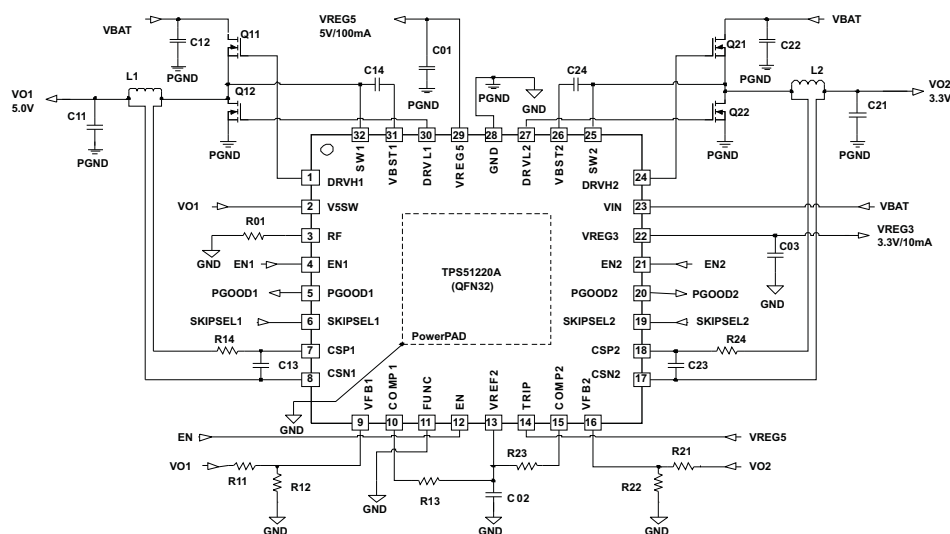 VBAT
Q11
C12
PGND
VREG5
5V/100mA
C01
PGND
PGND
GND
Q21
VBAT
C22
PGND
L1
VO1
5.0V
C11
PGND
Q12
C14
PGND
C24
Q22
PGND
L2
VO2
3.3V
C21
PGND
32
31
30
29
28
27
26
25
SW1
VBST1
DRVL1
VREG5
GND
DRVL2
VBST2
SW2
1
DRVH1
DRVH2
24
VO1
2
V5SW
VIN
23
VBAT
R01
GND
3
RF
VREG3
22
VREG3
3.3V/10mA
C03
GND
EN1
4
EN1
EN2
21
EN2
PGOOD1
5
PGOOD1
PGOOD2
20
PGOOD2
SKIPSEL1
6
SKIPSEL1
SKIPSEL2
19
SKIPSEL2
TPS51220A
(QFN32)
PowerPAD
R14
7
CSP1
CSP2
18
R24
C13
8
CSN1
CSN2
17
C23
GND
VFB1
COMP1
FUNC
EN
VREF2
TRIP
COMP2
VFB2
9
10
11
12
13
14
15
16
EN
VREG5
VO1
R11
R12
GND
GND
R13
R23
C02
GND
R21
VO2
R22
GND